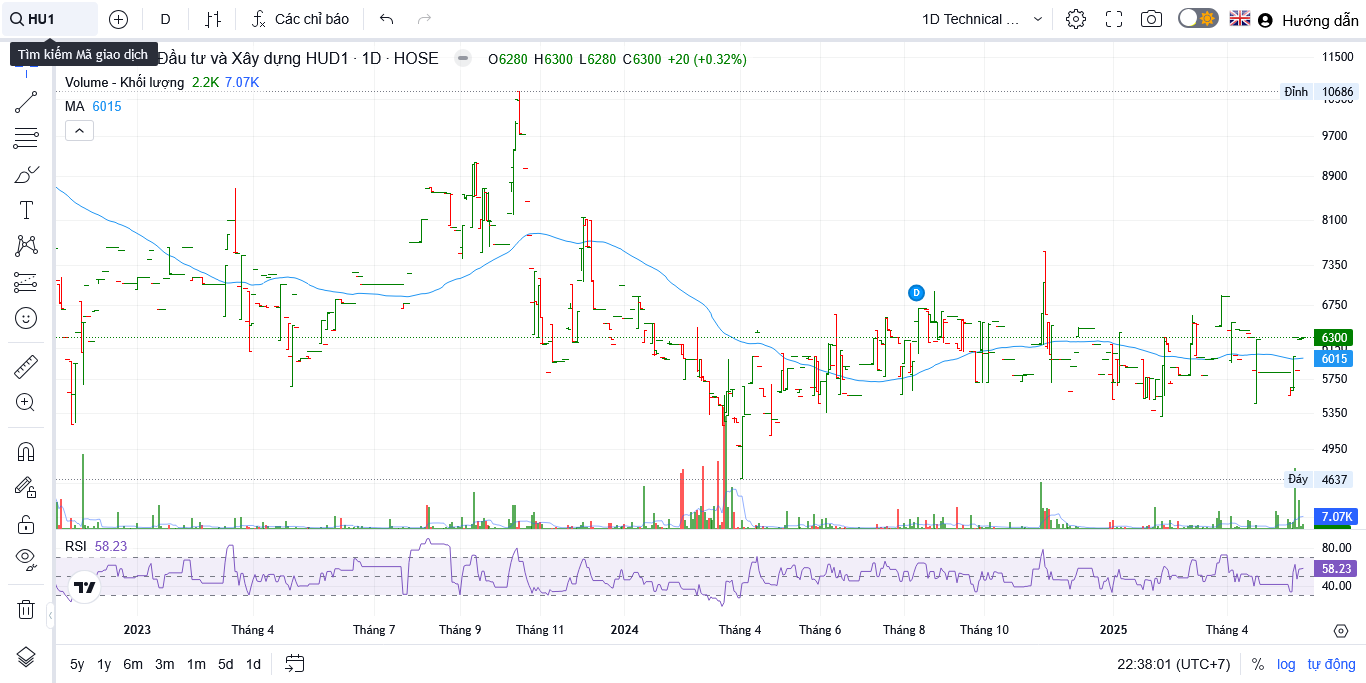 HU1 D Các chỉ báo 1D Technical ... Hướng dẫn
Tìm kiếm Mã giao dịch
Đầu tư và Xây dựng HUD1 · 1D · HOSE O6280 H6300 L6280 C6300 +20 (+0.32%)
Volume - Khối lượng 2.2K 7.07K
MA 6015
11500
Đỉnh 10686
9700
8900
8100
7350
D
6750
6300
6015
5750
5350
4950
Đáy 4637
7.07K
RSI 58.23
80.00
58.23
40.00
2023 Tháng 4 Tháng 7 Tháng 9 Tháng 11 2024 Tháng 4 Tháng 6 Tháng 8 Tháng 10 2025 Tháng 4
5y 1y 6m 3m 1m 5d 1d 22:38:01 (UTC+7) % log tự động